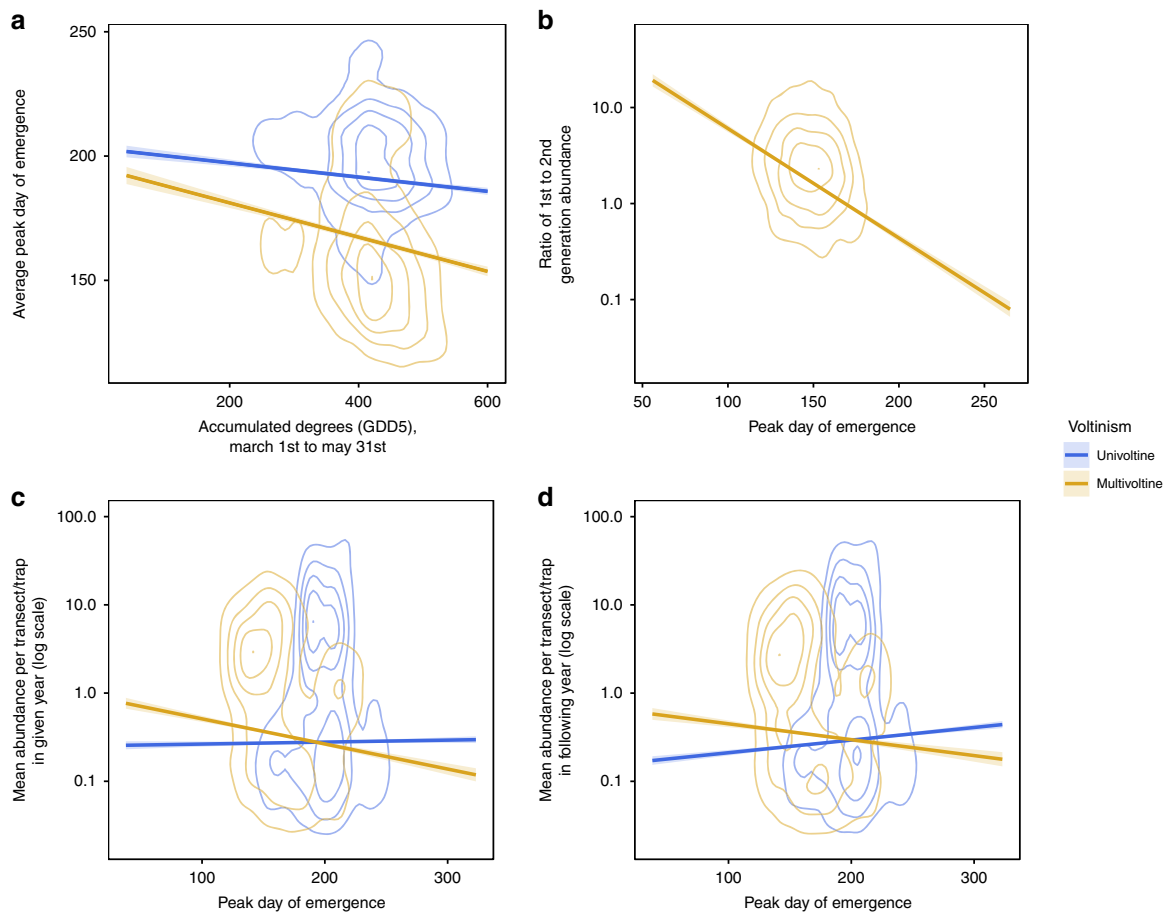 a
250
200
150
Average peak day of emergence
200
400
600
Accumulated degrees (GDD5),
march 1st to may 31st
b
10.0
1.0
0.1
Ratio of 1st to 2nd
generation abundance
50
100
150
200
250
Peak day of emergence
Voltinism
Univoltine
Multivoltine
c
100.0
10.0
1.0
0.1
Mean abundance per transect/trap
in given year (log scale)
100
200
300
Peak day of emergence
d
100.0
10.0
1.0
0.1
Mean abundance per transect/trap
in following year (log scale)
100
200
300
Peak day of emergence